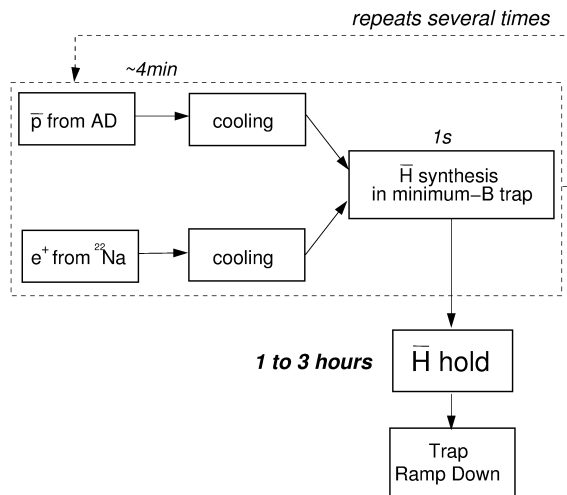 repeats several times
~4min
p̅ from AD
cooling
1s
H̅ synthesis
in minimum−B trap
e⁺ from ²²Na
cooling
1 to 3 hours
H̅ hold
Trap
Ramp Down